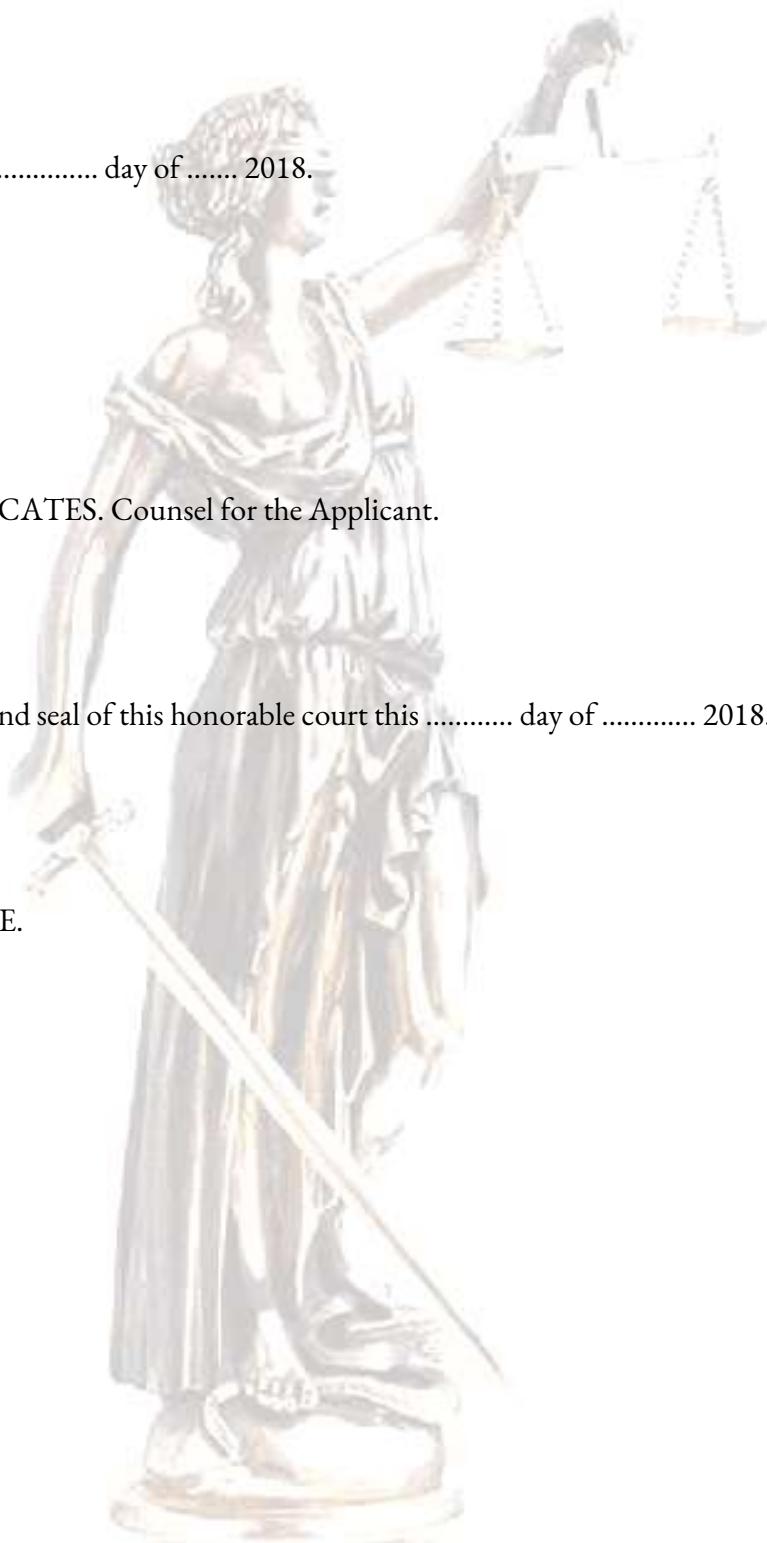 .............. day of ....... 2018.
CATES. Counsel for the Applicant.
nd seal of this honorable court this ........... day of ............ 2018.
E.